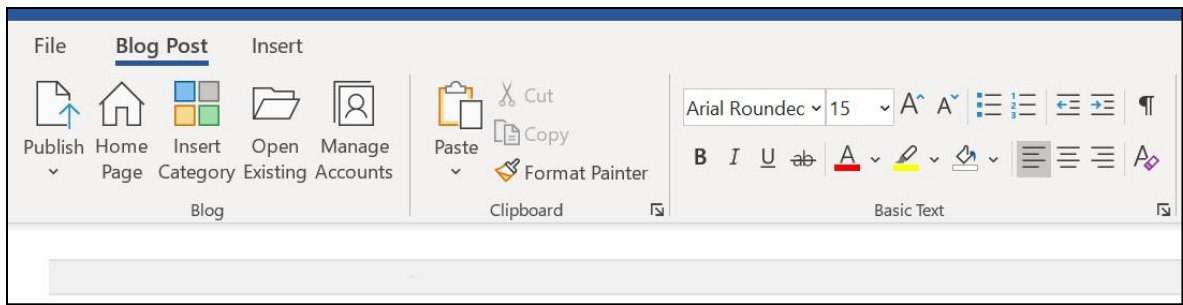 File Blog Post Insert
Publish Home Page Insert Category Open Existing Manage Accounts
Blog
Paste
Cut
Copy
Format Painter
Clipboard
Arial Roundec 15
B I U ab A
Basic Text